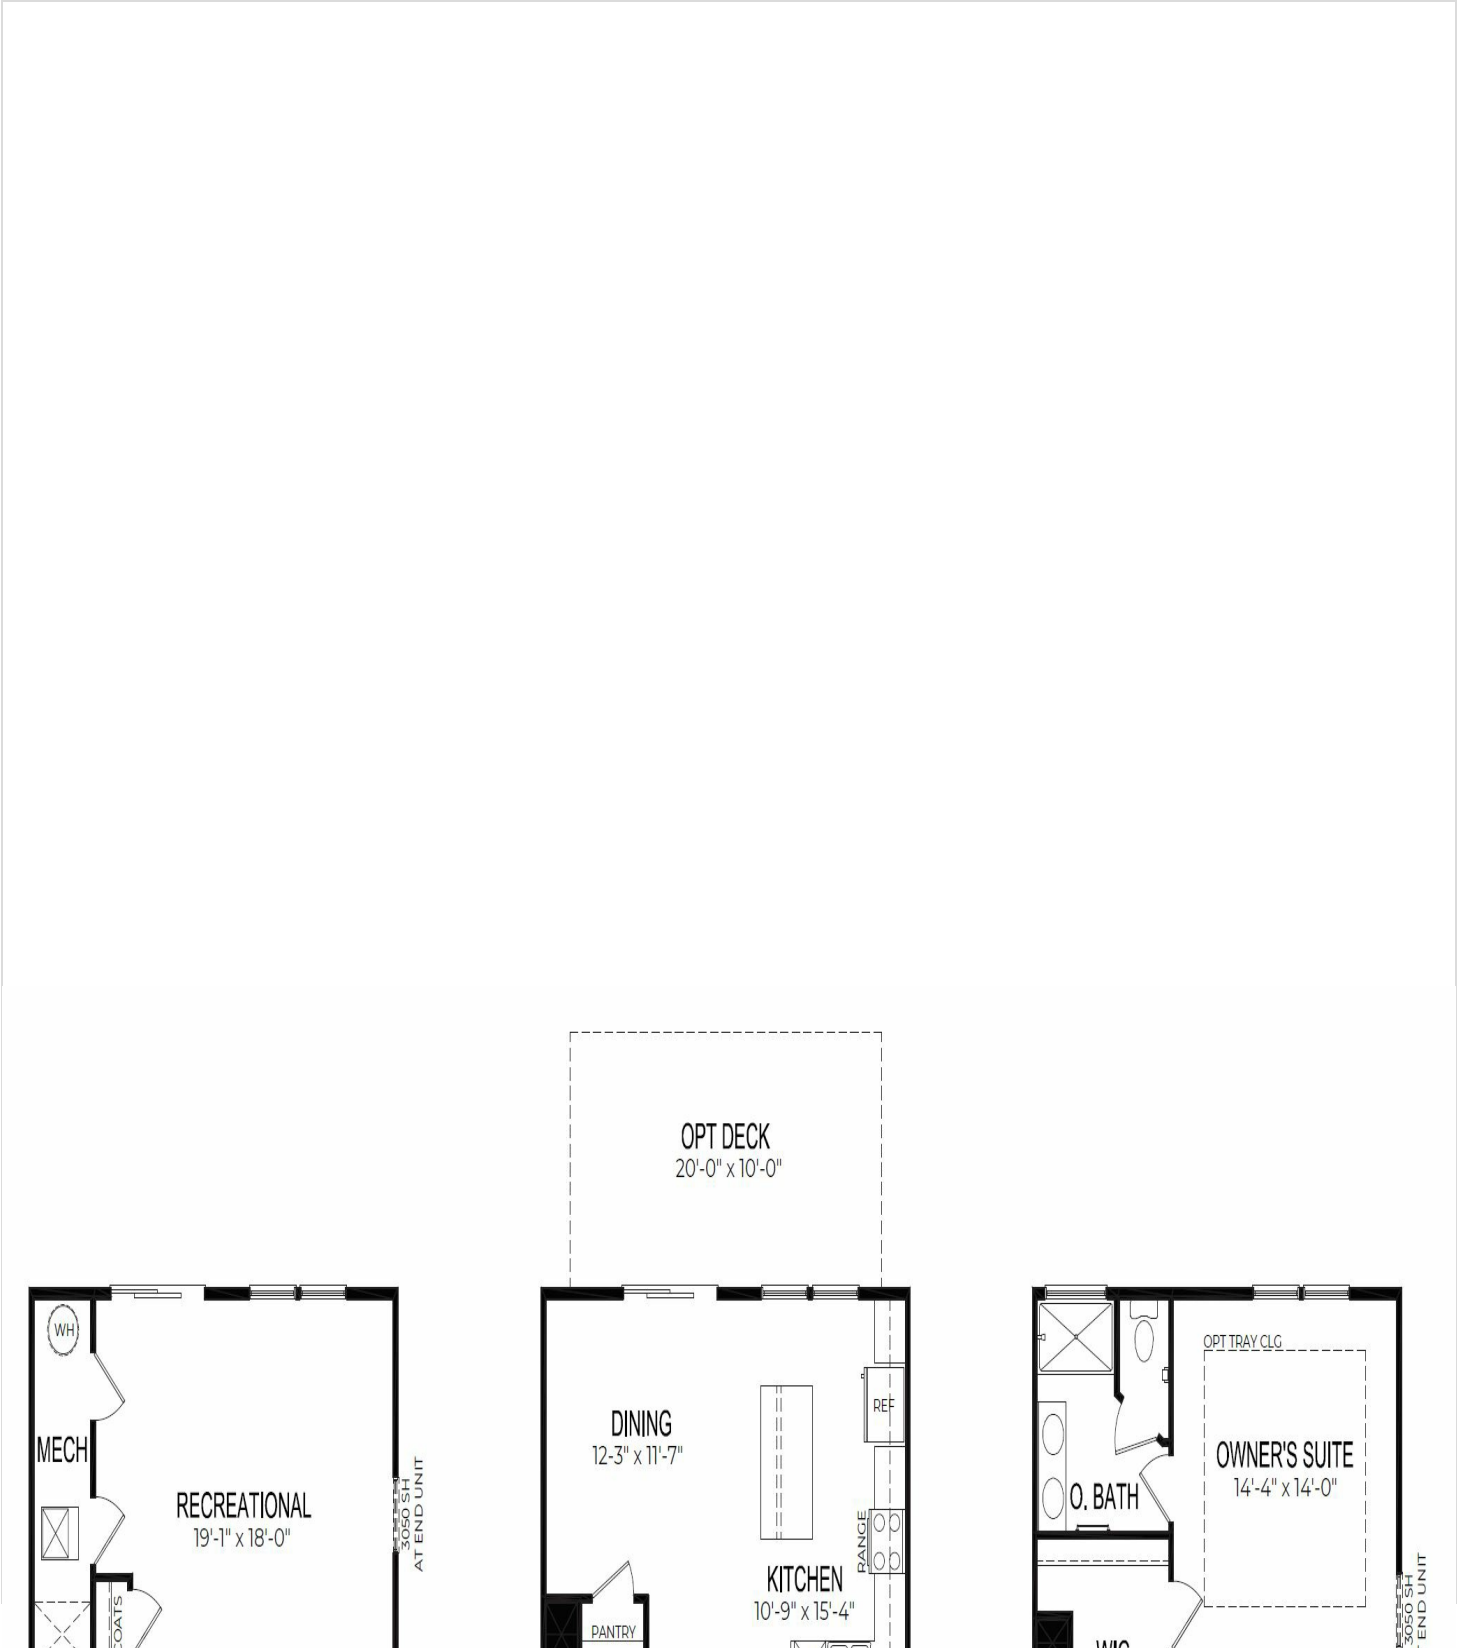 OPT DECK
20'-0" x 10'-0"
WH
MECH
RECREATIONAL
19'-1" x 18'-0"
3050 SH
AT END UNIT
COATS
DINING
12-3" x 11'-7"
REF
RANGE
KITCHEN
10'-9" x 15'-4"
PANTRY
OPT TRAY CLG
OWNER'S SUITE
14'-4" x 14'-0"
O. BATH
3050 SH
END UNIT
WIC